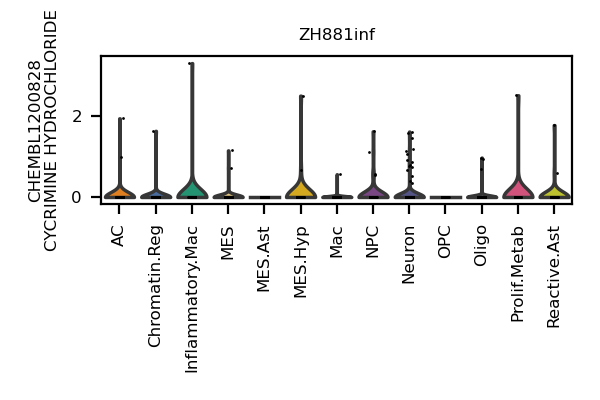 ZH881inf
CHEMBL1200828
CYCRIMINE HYDROCHLORIDE
2
0
AC
Chromatin.Reg
Inflammatory.Mac
MES
MES.Ast
MES.Hyp
Mac
NPC
Neuron
OPC
Oligo
Prolif.Metab
Reactive.Ast